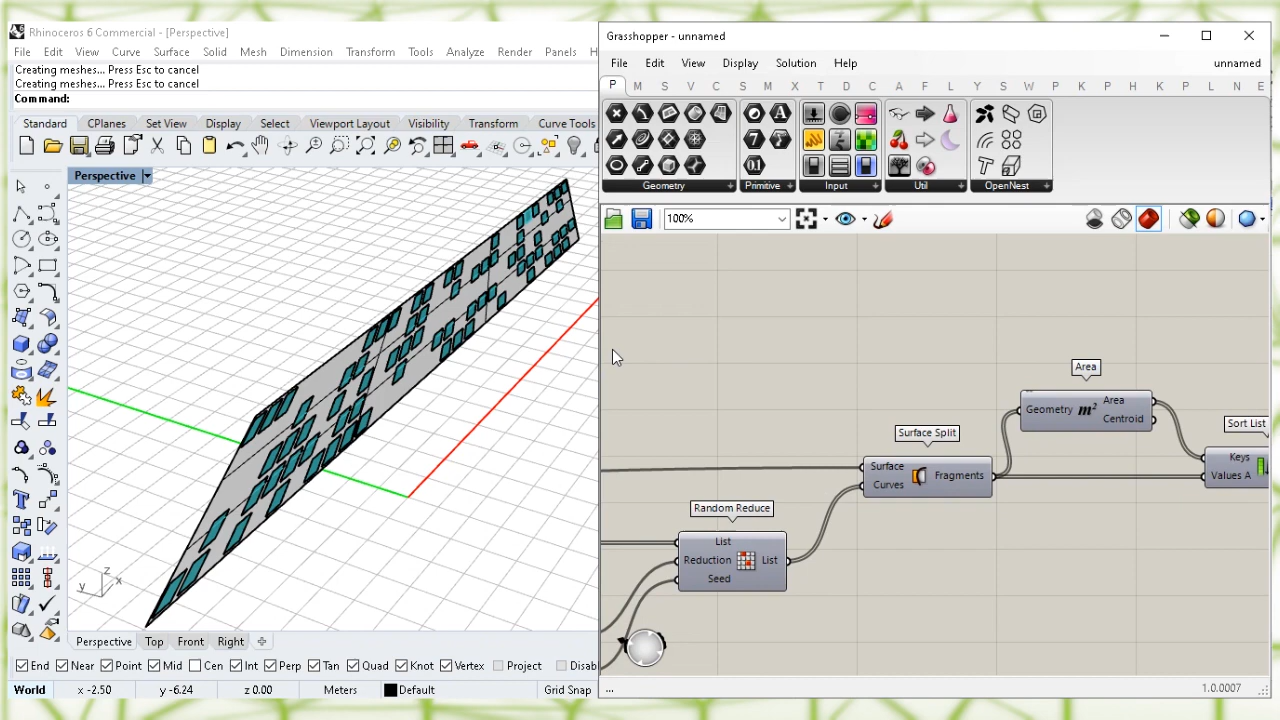 Rhinoceros 6 Commercial - [Perspective]
File Edit View Curve Surface Solid Mesh Dimension Transform Tools Analyze Render Panels H
Creating meshes... Press Esc to cancel
Creating meshes... Press Esc to cancel
Command:
Standard CPlanes Set View Display Select Viewport Layout Visibility Transform Curve Tools
Perspective
z
y x
Perspective Top Front Right
End Near Point Mid Cen Int Perp Tan Quad Knot Vertex Project Disab
World x -2.50 y -6.24 z 0.00 Meters Default Grid Snap
Grasshopper - unnamed
File Edit View Display Solution Help unnamed
P M S V C S M X T D C A F L Y S W P K K L N E
Geometry Primitive Input Util OpenNest
100%
Area
Geometry m² Area
Centroid
Sort List
Keys
Values A
Surface Split
Surface
Curves
Fragments
Random Reduce
List
Reduction
Seed
List
... 1.0.0007